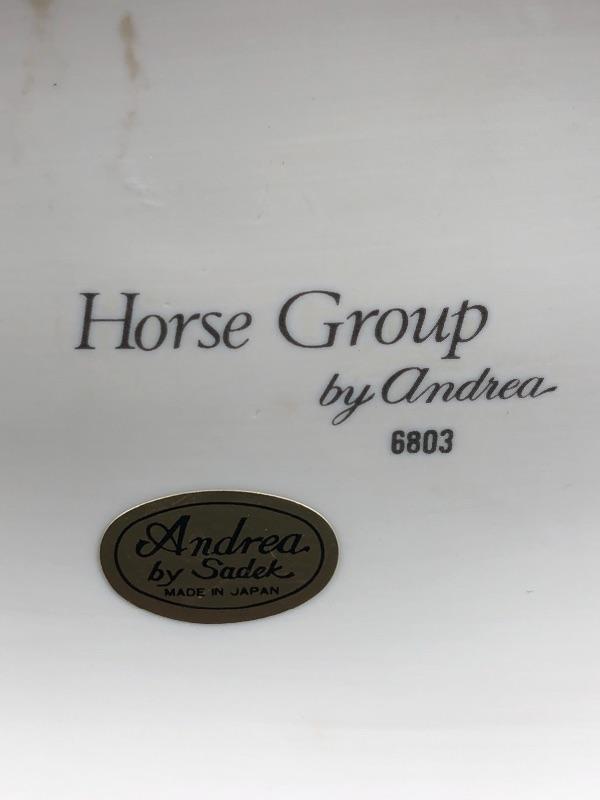 Horse Group
by Andrea
6803
Andrea
by Sadek
MADE IN JAPAN